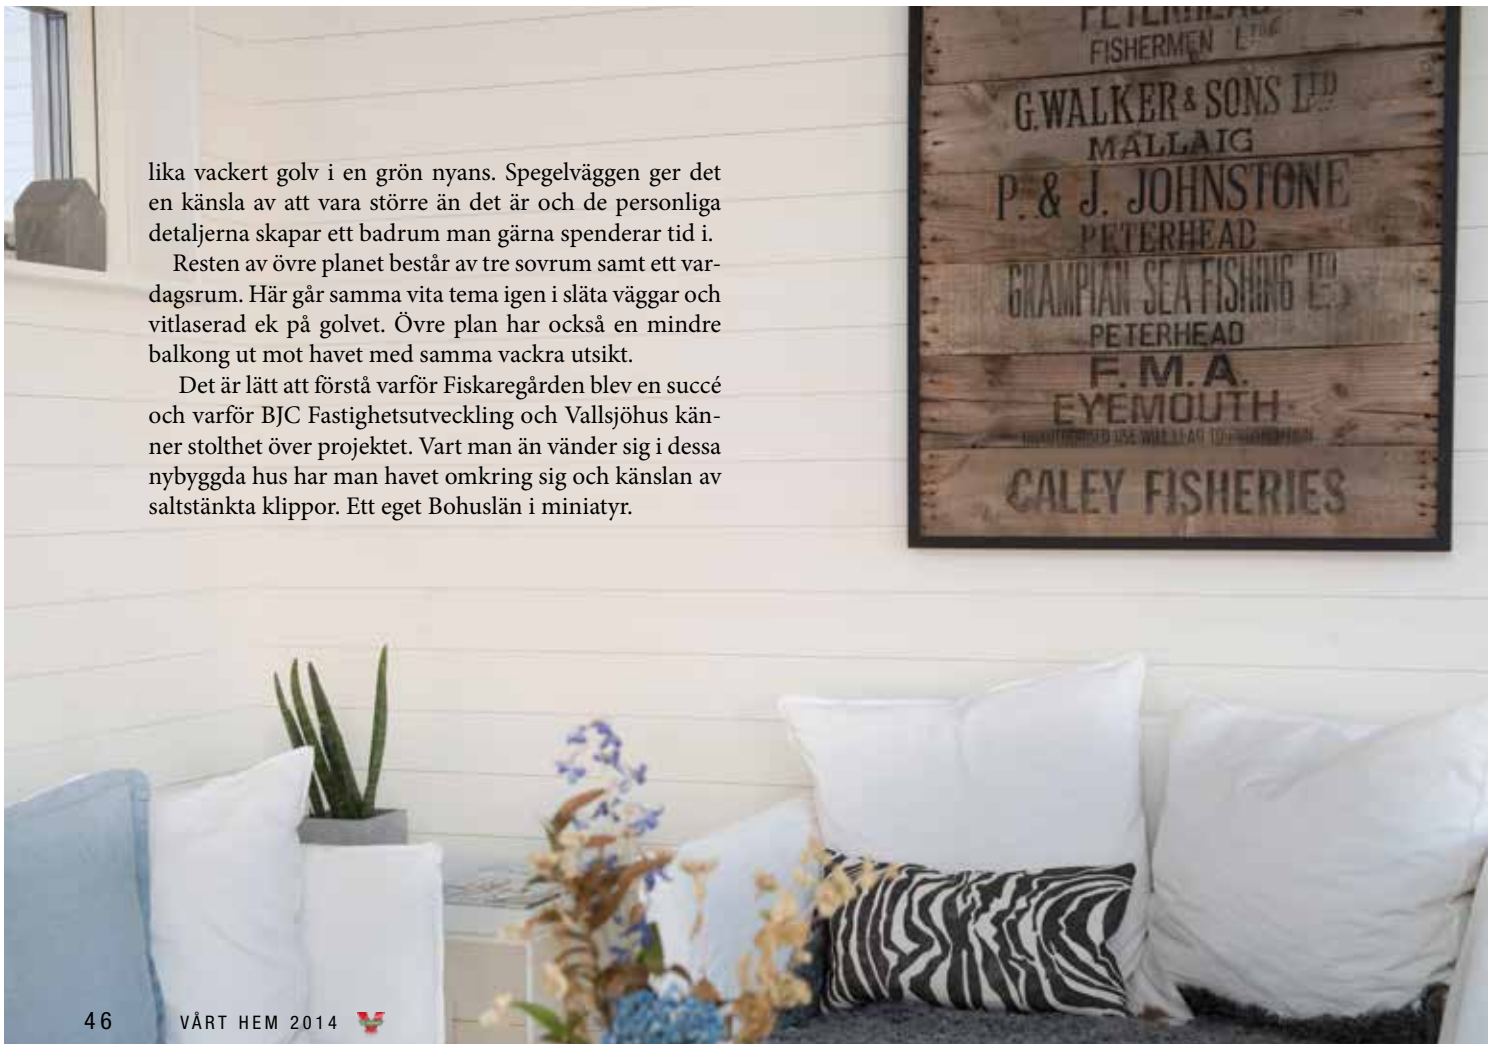 lika vackert golv i en grön nyans. Spegelväggen ger det
en känsla av att vara större än det är och de personliga
detaljerna skapar ett badrum man gärna spenderar tid i.
Resten av övre planet består av tre sovrum samt ett var-
dagsrum. Här går samma vita tema igen i släta väggar och
vitlaserad ek på golvet. Övre plan har också en mindre
balkong ut mot havet med samma vackra utsikt.
Det är lätt att förstå varför Fiskaregården blev en succé
och varför BJC Fastighetsutveckling och Vallsjöhus kän-
ner stolthet över projektet. Vart man än vänder sig i dessa
nybyggda hus har man havet omkring sig och känslan av
saltstänkta klippor. Ett eget Bohuslän i miniatyr.
PETERHEAD
FISHERMEN LTD
G. WALKER & SONS LTD
MALLAIG
P. & J. JOHNSTONE
PETERHEAD
GRAMPIAN SEA FISHING LTD
PETERHEAD
F.M.A.
EYEMOUTH
CALEY FISHERIES
46 VÅRT HEM 2014